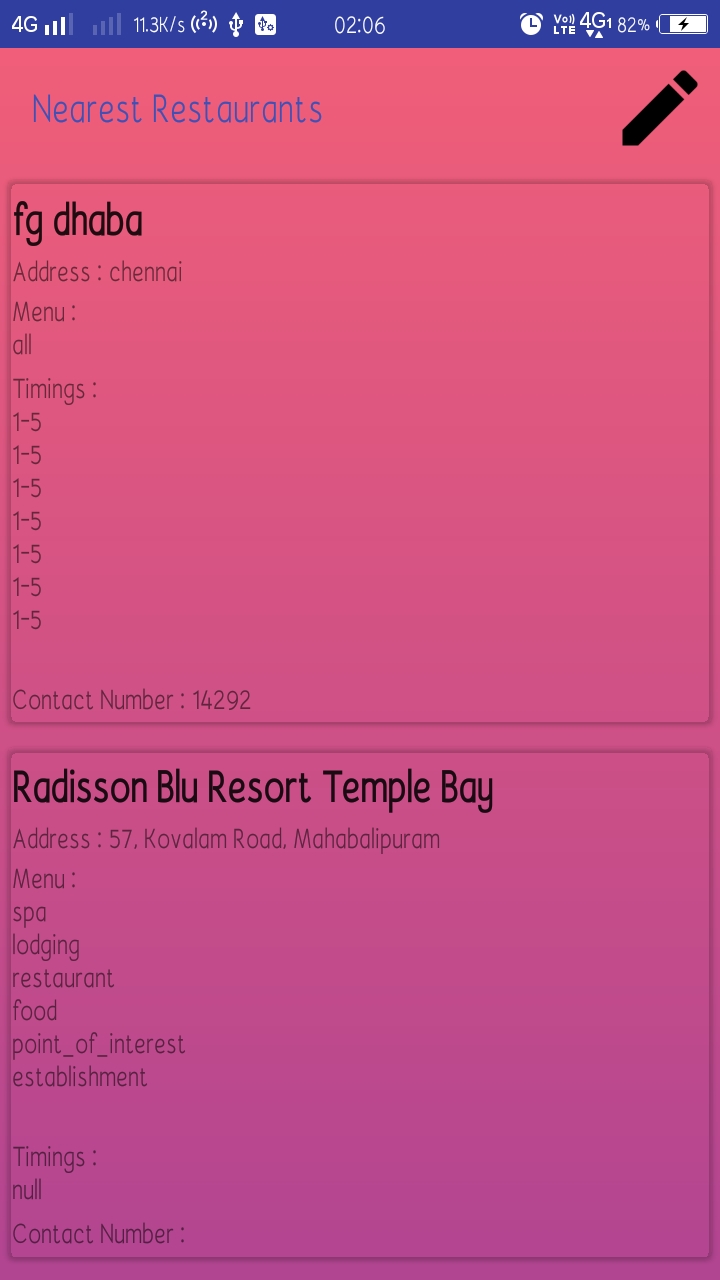 4G 11.3K/s 2 02:06 Vo)) LTE 4G1 82%
Nearest Restaurants
fg dhaba
Address : chennai
Menu :
all
Timings :
1-5
1-5
1-5
1-5
1-5
1-5
1-5
Contact Number : 14292
Radisson Blu Resort Temple Bay
Address : 57, Kovalam Road, Mahabalipuram
Menu :
spa
lodging
restaurant
food
point_of_interest
establishment
Timings :
null
Contact Number :